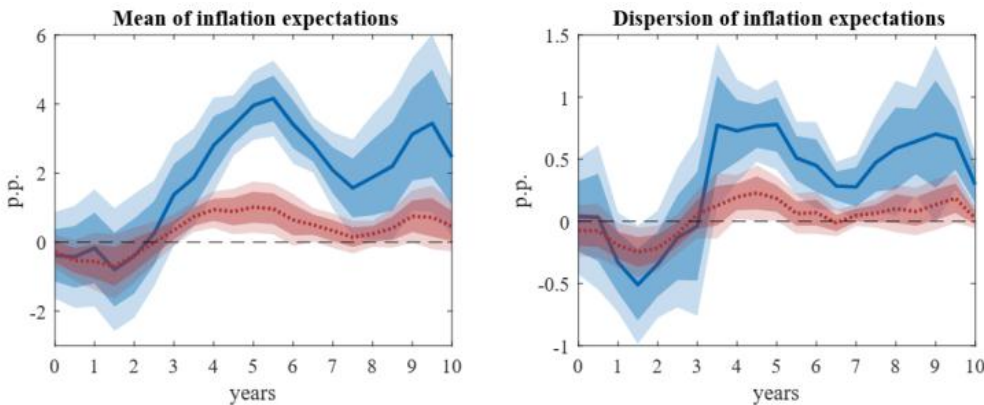 Mean of inflation expectations
6
4
2
0
-2
p.p.
0 1 2 3 4 5 6 7 8 9 10
years
Dispersion of inflation expectations
1.5
1
0.5
0
-0.5
-1
p.p.
0 1 2 3 4 5 6 7 8 9 10
years